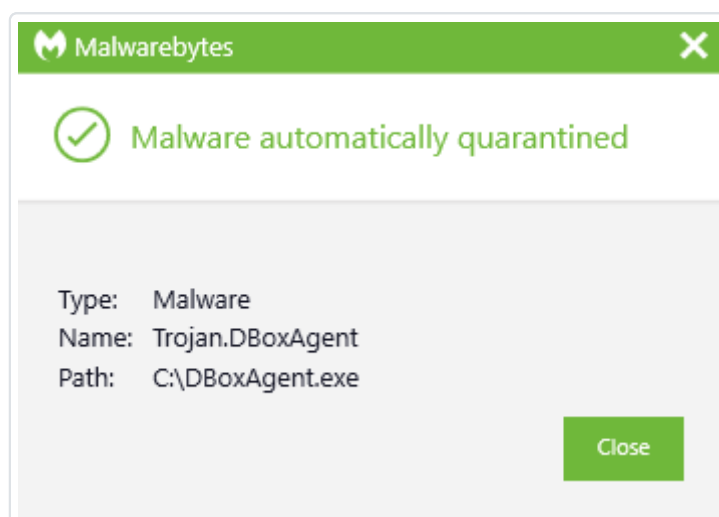 Malwarebytes
Malware automatically quarantined
Type: Malware
Name: Trojan.DBoxAgent
Path: C:\DBoxAgent.exe
Close